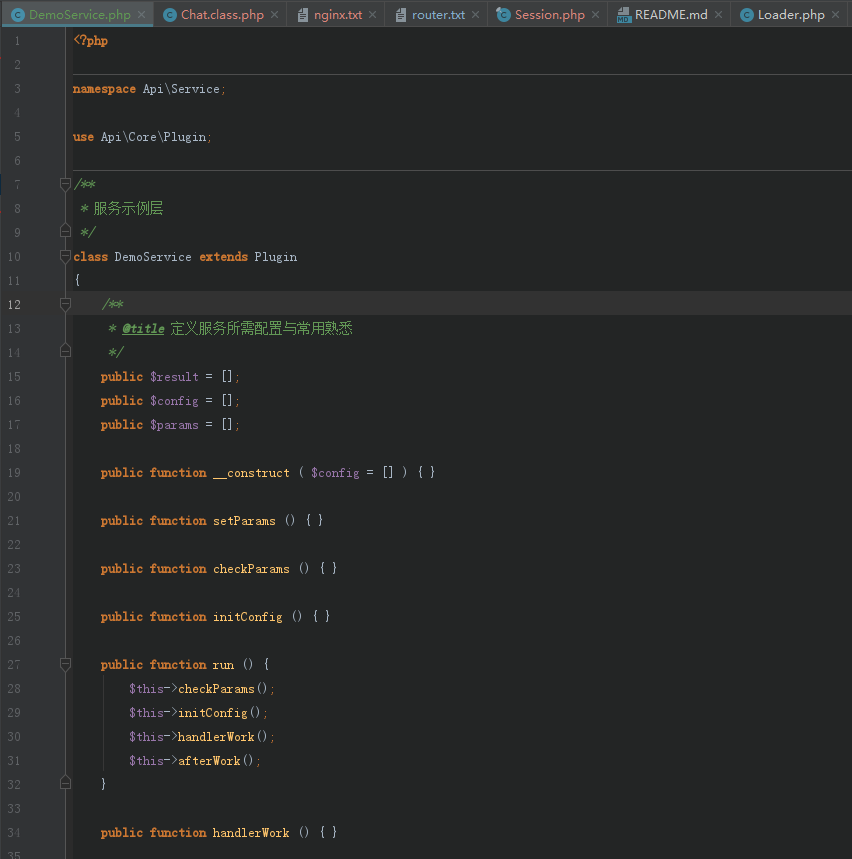 DemoService.php Chat.class.php nginx.txt router.txt Session.php README.md Loader.php
1 <?php
2
3 namespace Api\Service;
4
5 use Api\Core\Plugin;
6
7 /**
8 * 服务示例层
9 */
10 class DemoService extends Plugin
11 {
12 /**
13 * @title 定义服务所需配置与常用熟悉
14 */
15 public $result = [];
16 public $config = [];
17 public $params = [];
18
19 public function __construct ( $config = [] ) { }
20
21 public function setParams () { }
22
23 public function checkParams () { }
24
25 public function initConfig () { }
26
27 public function run () {
28 $this->checkParams();
29 $this->initConfig();
30 $this->handlerWork();
31 $this->afterWork();
32 }
33
34 public function handlerWork () { }
35